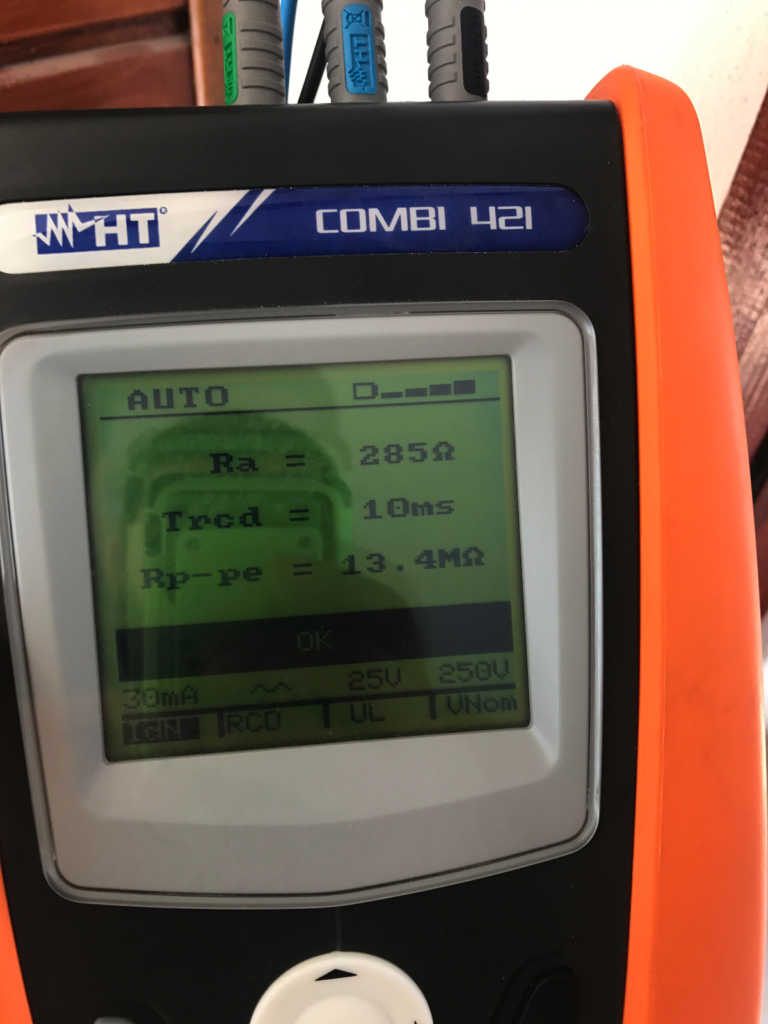 HT®
COMBI 421
AUTO
Ra = 285Ω
Trcd = 10ms
Rp-pe = 13.4MΩ
OK
30mA 25V 250V
IdN RCD UL VNom